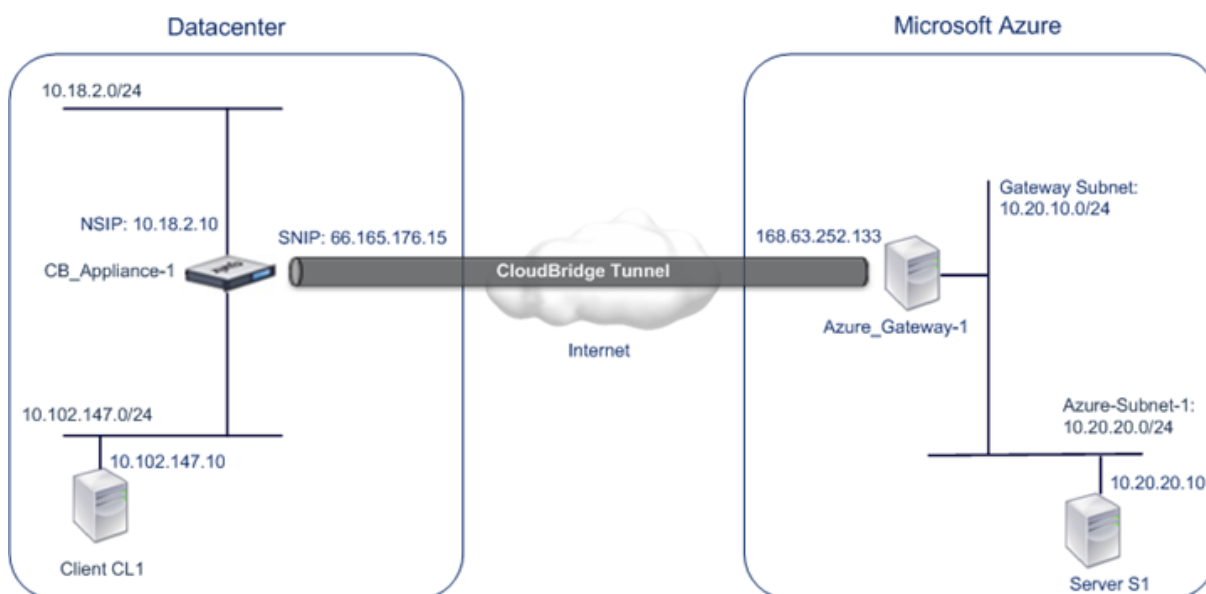 Datacenter
Microsoft Azure
10.18.2.0/24
NSIP: 10.18.2.10
SNIP: 66.165.176.15
CB_Appliance-1
CloudBridge Tunnel
Internet
168.63.252.133
Azure_Gateway-1
Gateway Subnet:
10.20.10.0/24
10.102.147.0/24
10.102.147.10
Client CL1
Azure-Subnet-1:
10.20.20.0/24
10.20.20.10
Server S1